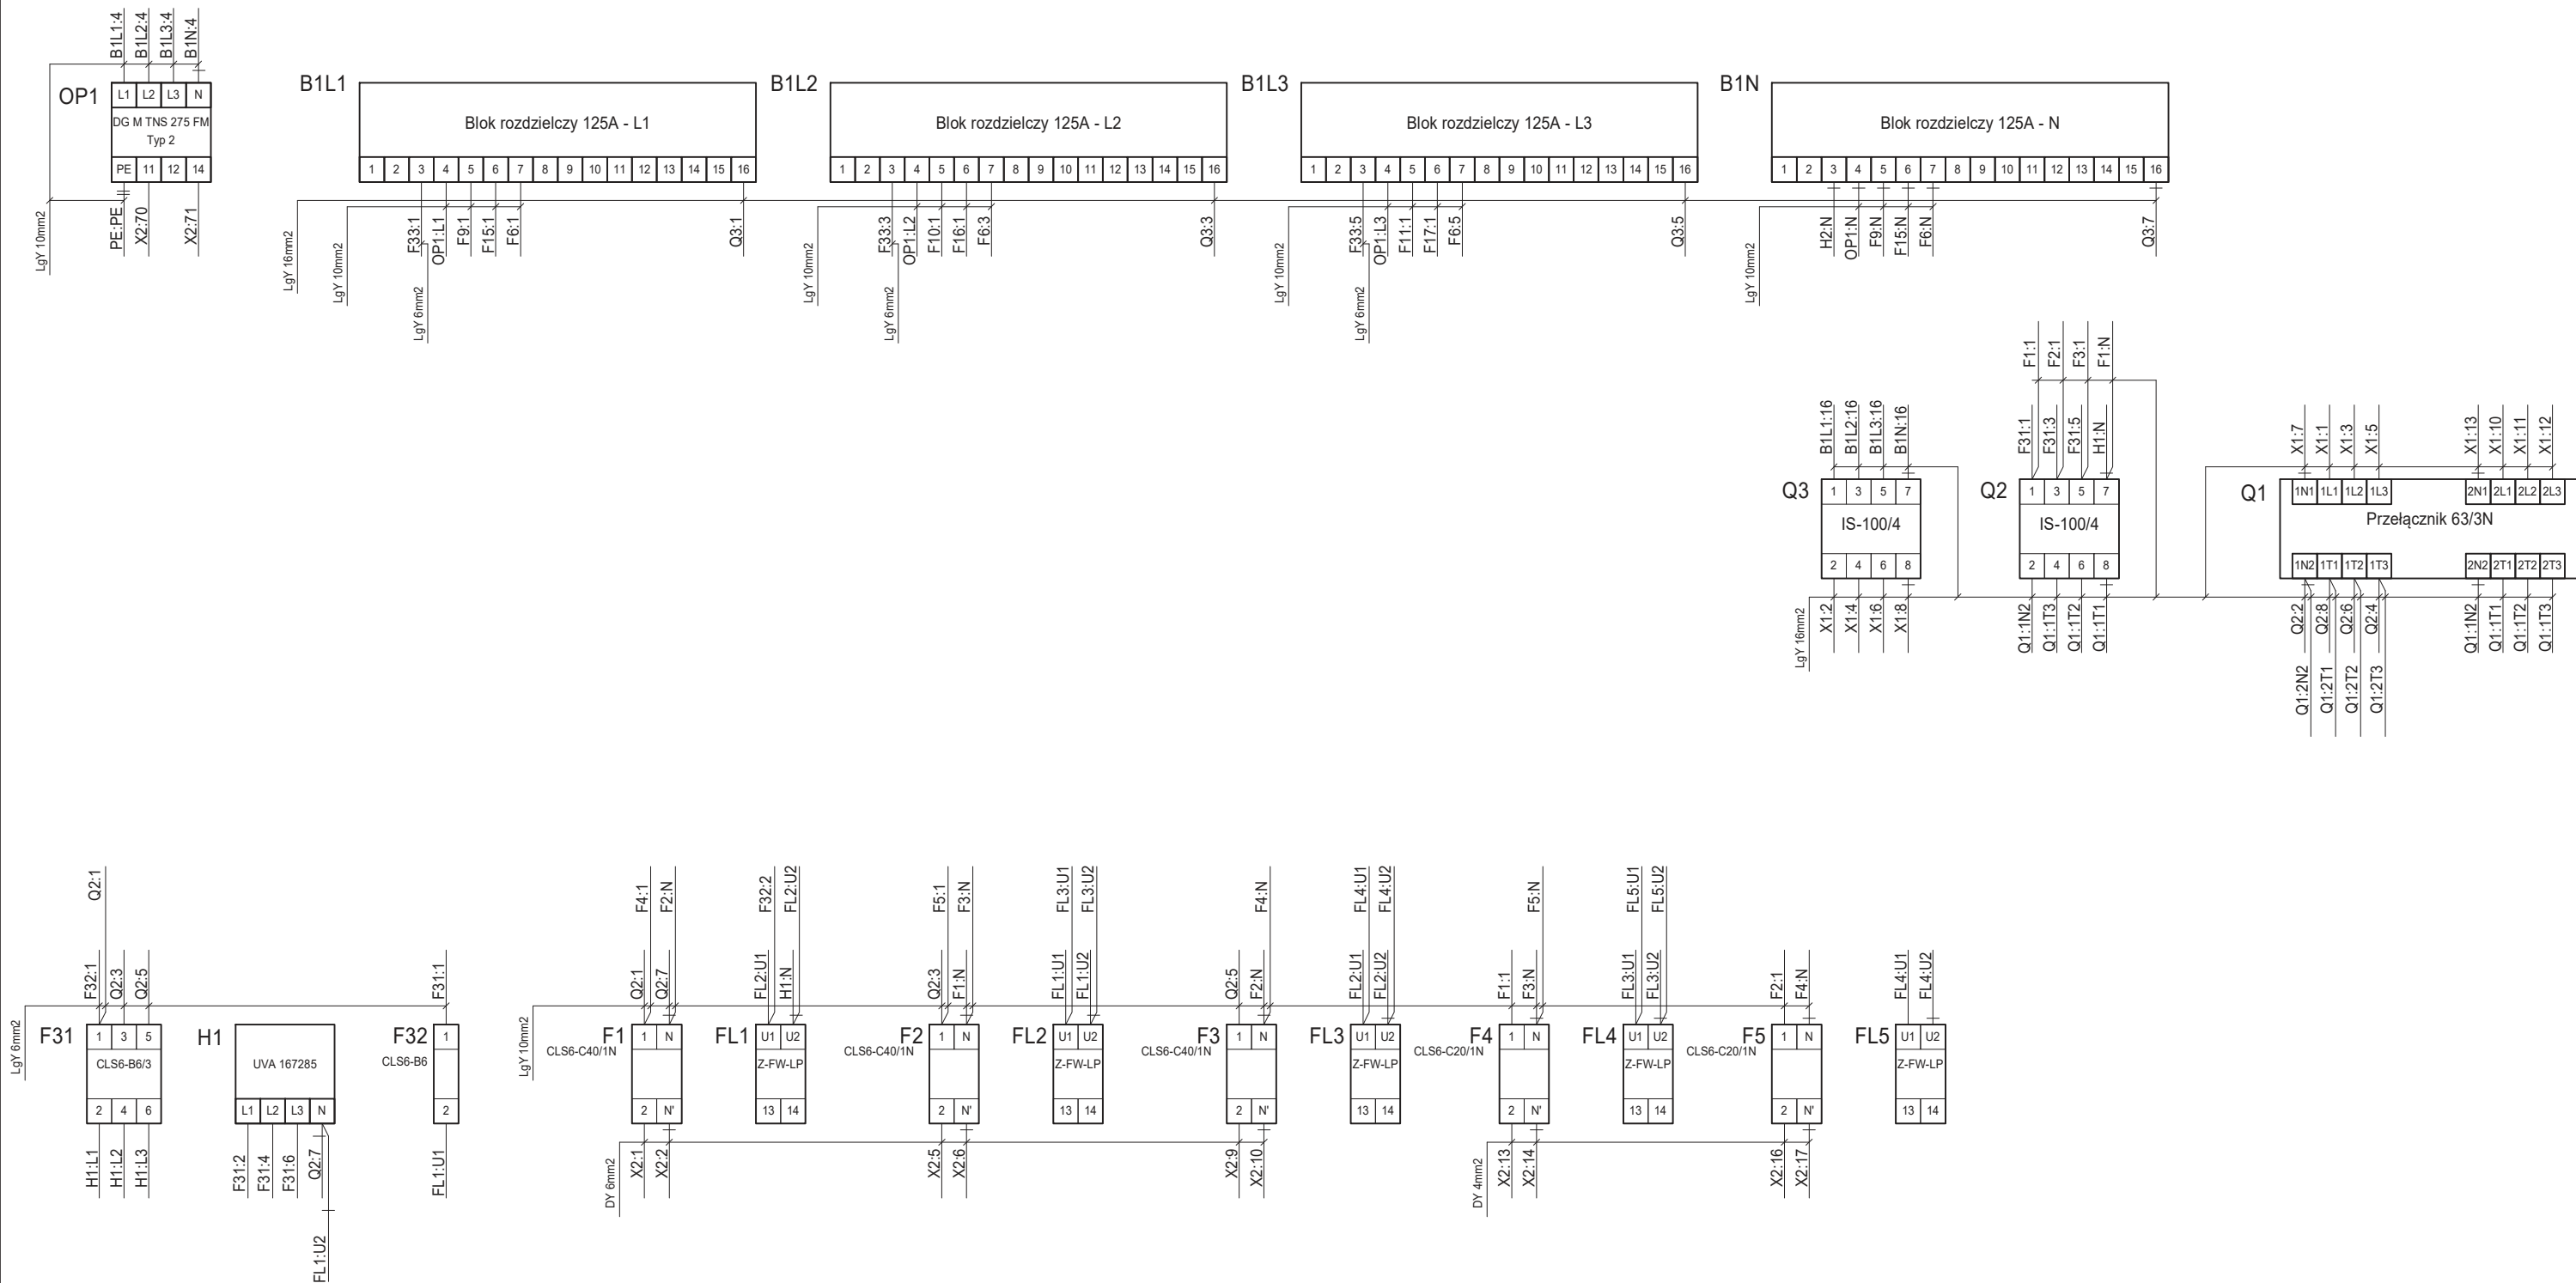 B1L1:4 B1L2:4 B1L3:4 B1N:4
OP1
L1 L2 L3 N
DG M TNS 275 FM
Typ 2
PE 11 12 14
PE:PE X2:70 X2:71
LgY 10mm2
B1L1
Blok rozdzielczy 125A - L1
1 2 3 4 5 6 7 8 9 10 11 12 13 14 15 16
F33:1 OP1:L1 F9:1 F15:1 F6:1 Q3:1
LgY 16mm2
LgY 10mm2
LgY 6mm2
B1L2
Blok rozdzielczy 125A - L2
1 2 3 4 5 6 7 8 9 10 11 12 13 14 15 16
F33:3 OP1:L2 F10:1 F16:1 F6:3 Q3:3
LgY 10mm2
LgY 6mm2
B1L3
Blok rozdzielczy 125A - L3
1 2 3 4 5 6 7 8 9 10 11 12 13 14 15 16
F33:5 OP1:L3 F11:1 F17:1 F6:5 Q3:5
LgY 10mm2
LgY 6mm2
B1N
Blok rozdzielczy 125A - N
1 2 3 4 5 6 7 8 9 10 11 12 13 14 15 16
H2:N OP1:N F9:N F15:N F6:N Q3:7
LgY 10mm2
B1L1:16 B1L2:16 B1L3:16 B1N:16
Q3
1 3 5 7
IS-100/4
2 4 6 8
X1:2 X1:4 X1:6 X1:8
LgY 16mm2
F1:1 F2:1 F3:1 F1:N
F31:1 F31:3 F31:5 H1:N
Q2
1 3 5 7
IS-100/4
2 4 6 8
Q1:1N2 Q1:1T3 Q1:1T2 Q1:1T1
X1:7 X1:1 X1:3 X1:5 X1:13 X1:10 X1:11 X1:12
Q1
1N1 1L1 1L2 1L3 2N1 2L1 2L2 2L3
Przełącznik 63/3N
1N2 1T1 1T2 1T3 2N2 2T1 2T2 2T3
Q2:2 Q2:8 Q2:6 Q2:4 Q1:1N2 Q1:1T1 Q1:1T2 Q1:1T3
Q1:2N2 Q1:2T1 Q1:2T2 Q1:2T3
Q2:1
F32:1 Q2:3 Q2:5
LgY 6mm2
F31
1 3 5
CLS6-B6/3
2 4 6
H1:L1 H1:L2 H1:L3
H1
UVA 167285
L1 L2 L3 N
F31:2 F31:4 F31:6 Q2:7
FL1:U2
F31:1
F32
CLS6-B6
1
2
FL1:U1
F4:1 F2:N
Q2:1 Q2:7
LgY 10mm2
F1
CLS6-C40/1N
1 N
2 N'
X2:1 X2:2
DY 6mm2
F32:2 FL2:U2
FL2:U1 H1:N
FL1
U1 U2
Z-FW-LP
13 14
F5:1 F3:N
Q2:3 F1:N
F2
CLS6-C40/1N
1 N
2 N'
X2:5 X2:6
FL3:U1 FL3:U2
FL1:U1 FL1:U2
FL2
U1 U2
Z-FW-LP
13 14
F4:N
Q2:5 F2:N
F3
CLS6-C40/1N
1 N
2 N'
X2:9 X2:10
FL4:U1 FL4:U2
FL2:U1 FL2:U2
FL3
U1 U2
Z-FW-LP
13 14
F5:N
F1:1 F3:N
F4
CLS6-C20/1N
1 N
2 N'
X2:13 X2:14
DY 4mm2
FL5:U1 FL5:U2
FL3:U1 FL3:U2
FL4
U1 U2
Z-FW-LP
13 14
F2:1 F4:N
F5
CLS6-C20/1N
1 N
2 N'
X2:16 X2:17
FL4:U1 FL4:U2
FL5
U1 U2
Z-FW-LP
13 14